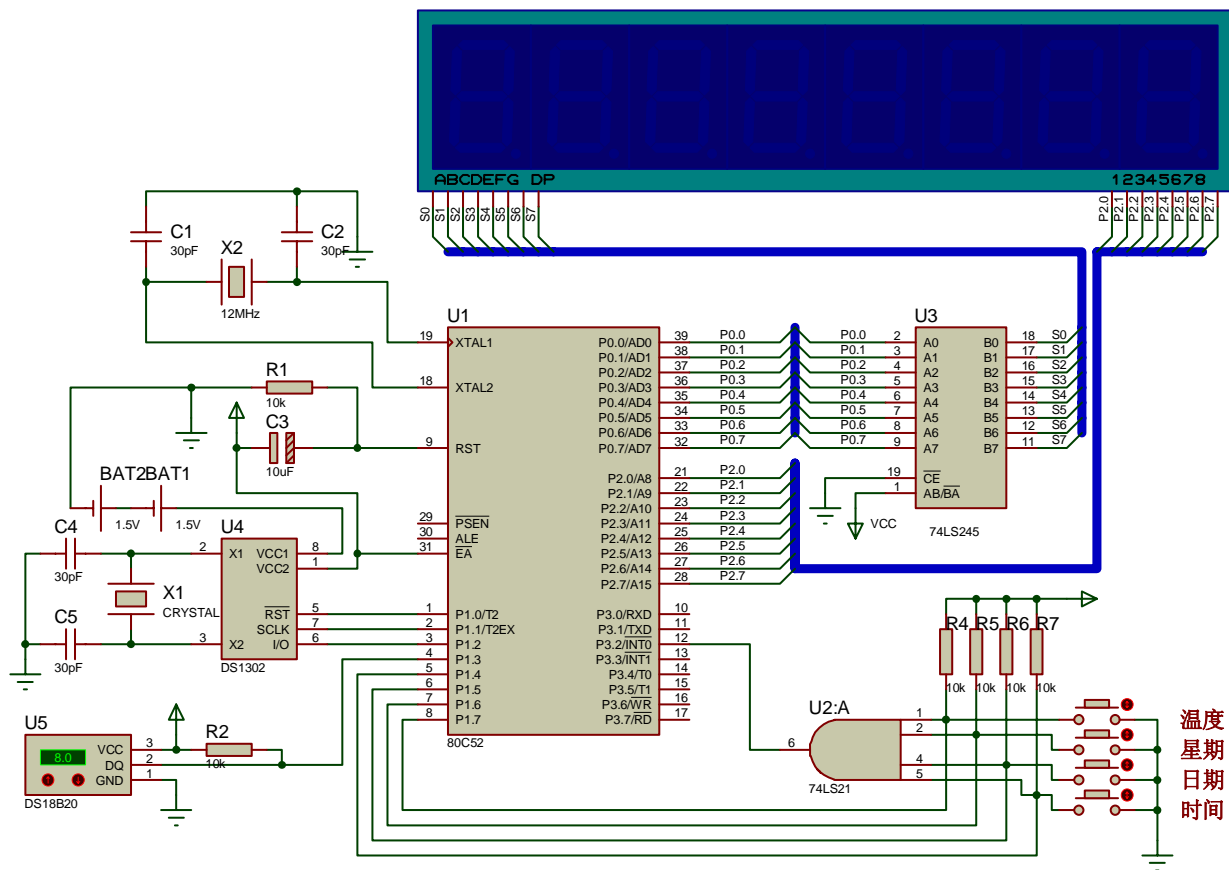 ABCDEFG DP
12345678
S0 S1 S2 S3 S4 S5 S6 S7
P2.0 P2.1 P2.2 P2.3 P2.4 P2.5 P2.6 P2.7
C1
30pF
C2
30pF
X2
12MHz
R1
10k
C3
10uF
BAT2
1.5V
BAT1
1.5V
C4
30pF
X1
CRYSTAL
C5
30pF
U4
2 X1
3 X2
VCC1 8
VCC2 1
RST 5
SCLK 7
I/O 6
DS1302
U5
8.0
VCC 3
DQ 2
GND 1
DS18B20
R2
10k
U1
19 XTAL1
18 XTAL2
9 RST
29 PSEN
30 ALE
31 EA
1 P1.0/T2
2 P1.1/T2EX
3 P1.2
4 P1.3
5 P1.4
6 P1.5
7 P1.6
8 P1.7
P0.0/AD0 39 P0.0
P0.1/AD1 38 P0.1
P0.2/AD2 37 P0.2
P0.3/AD3 36 P0.3
P0.4/AD4 35 P0.4
P0.5/AD5 34 P0.5
P0.6/AD6 33 P0.6
P0.7/AD7 32 P0.7
P2.0/A8 21 P2.0
P2.1/A9 22 P2.1
P2.2/A10 23 P2.2
P2.3/A11 24 P2.3
P2.4/A12 25 P2.4
P2.5/A13 26 P2.5
P2.6/A14 27 P2.6
P2.7/A15 28 P2.7
P3.0/RXD 10
P3.1/TXD 11
P3.2/INT0 12
P3.3/INT1 13
P3.4/T0 14
P3.5/T1 15
P3.6/WR 16
P3.7/RD 17
80C52
U3
P0.0 2 A0 B0 18 S0
P0.1 3 A1 B1 17 S1
P0.2 4 A2 B2 16 S2
P0.3 5 A3 B3 15 S3
P0.4 6 A4 B4 14 S4
P0.5 7 A5 B5 13 S5
P0.6 8 A6 B6 12 S6
P0.7 9 A7 B7 11 S7
19 CE
1 AB/BA
VCC
74LS245
R4 R5 R6 R7
10k 10k 10k 10k
U2:A
1
2
4
5
6
74LS21
温度
星期
日期
时间